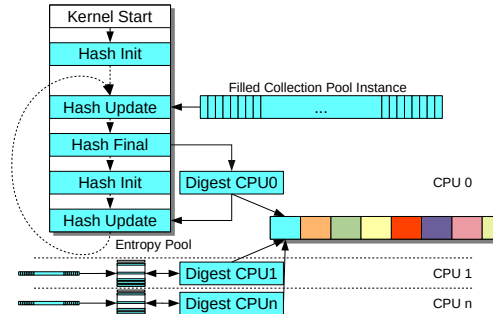 Kernel Start
Hash Init
Filled Collection Pool Instance
Hash Update
...
Hash Final
Hash Init
Digest CPU0
CPU 0
Hash Update
Entropy Pool
Digest CPU1
CPU 1
Digest CPUn
CPU n